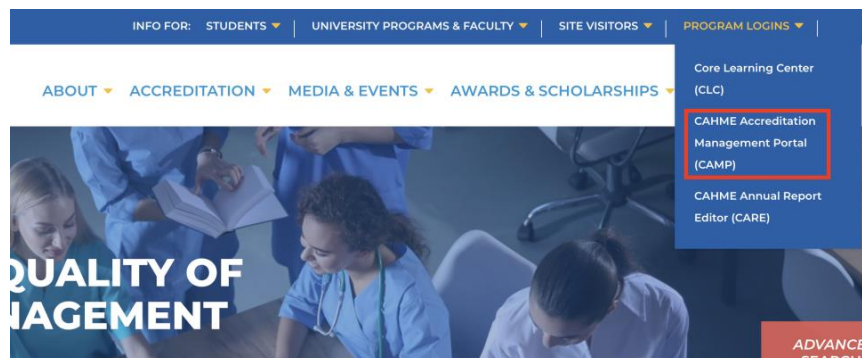 INFO FOR: STUDENTS UNIVERSITY PROGRAMS & FACULTY SITE VISITORS PROGRAM LOGINS
ABOUT ACCREDITATION MEDIA & EVENTS AWARDS & SCHOLARSHIPS
Core Learning Center
(CLC)
CAHME Accreditation
Management Portal
(CAMP)
CAHME Annual Report
Editor (CARE)
QUALITY OF
NAGEMENT
ADVANCE